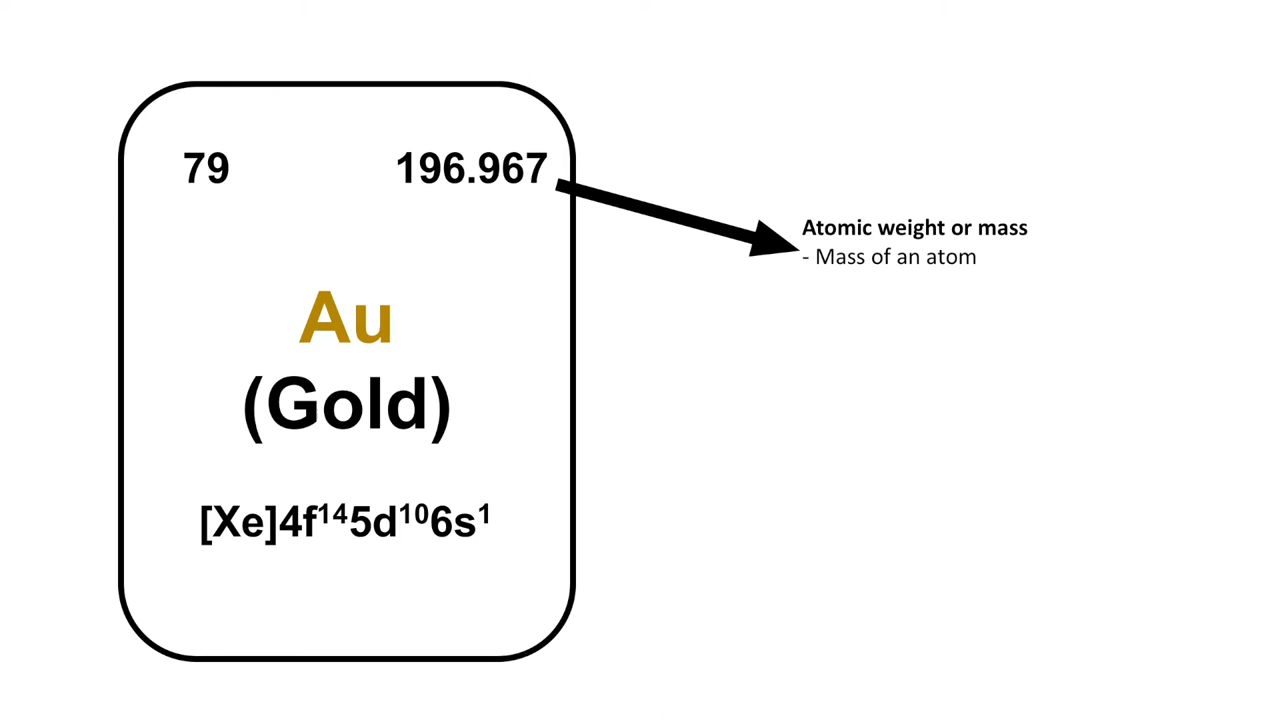 79 196.967
Atomic weight or mass
- Mass of an atom
Au
(Gold)
[Xe]4f¹⁴5d¹⁰6s¹